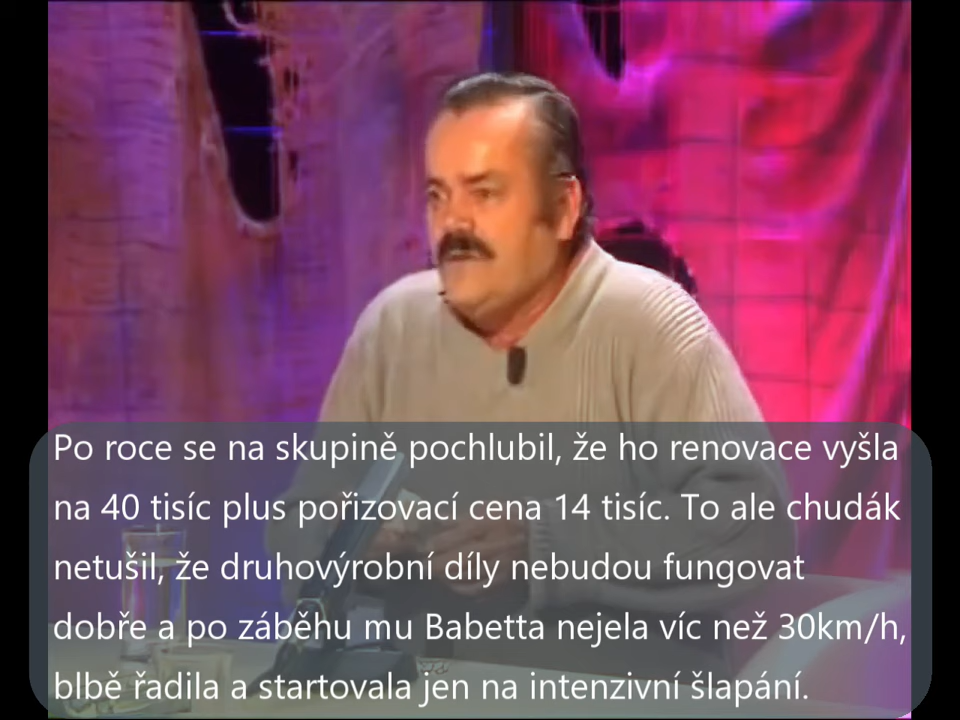 Po roce se na skupině pochlubil, že ho renovace vyšla
na 40 tisíc plus pořizovací cena 14 tisíc. To ale chudák
netušil, že druhovýrobní díly nebudou fungovat
dobře a po záběhu mu Babetta nejela víc než 30km/h,
blbě řadila a startovala jen na intenzivní šlapání.